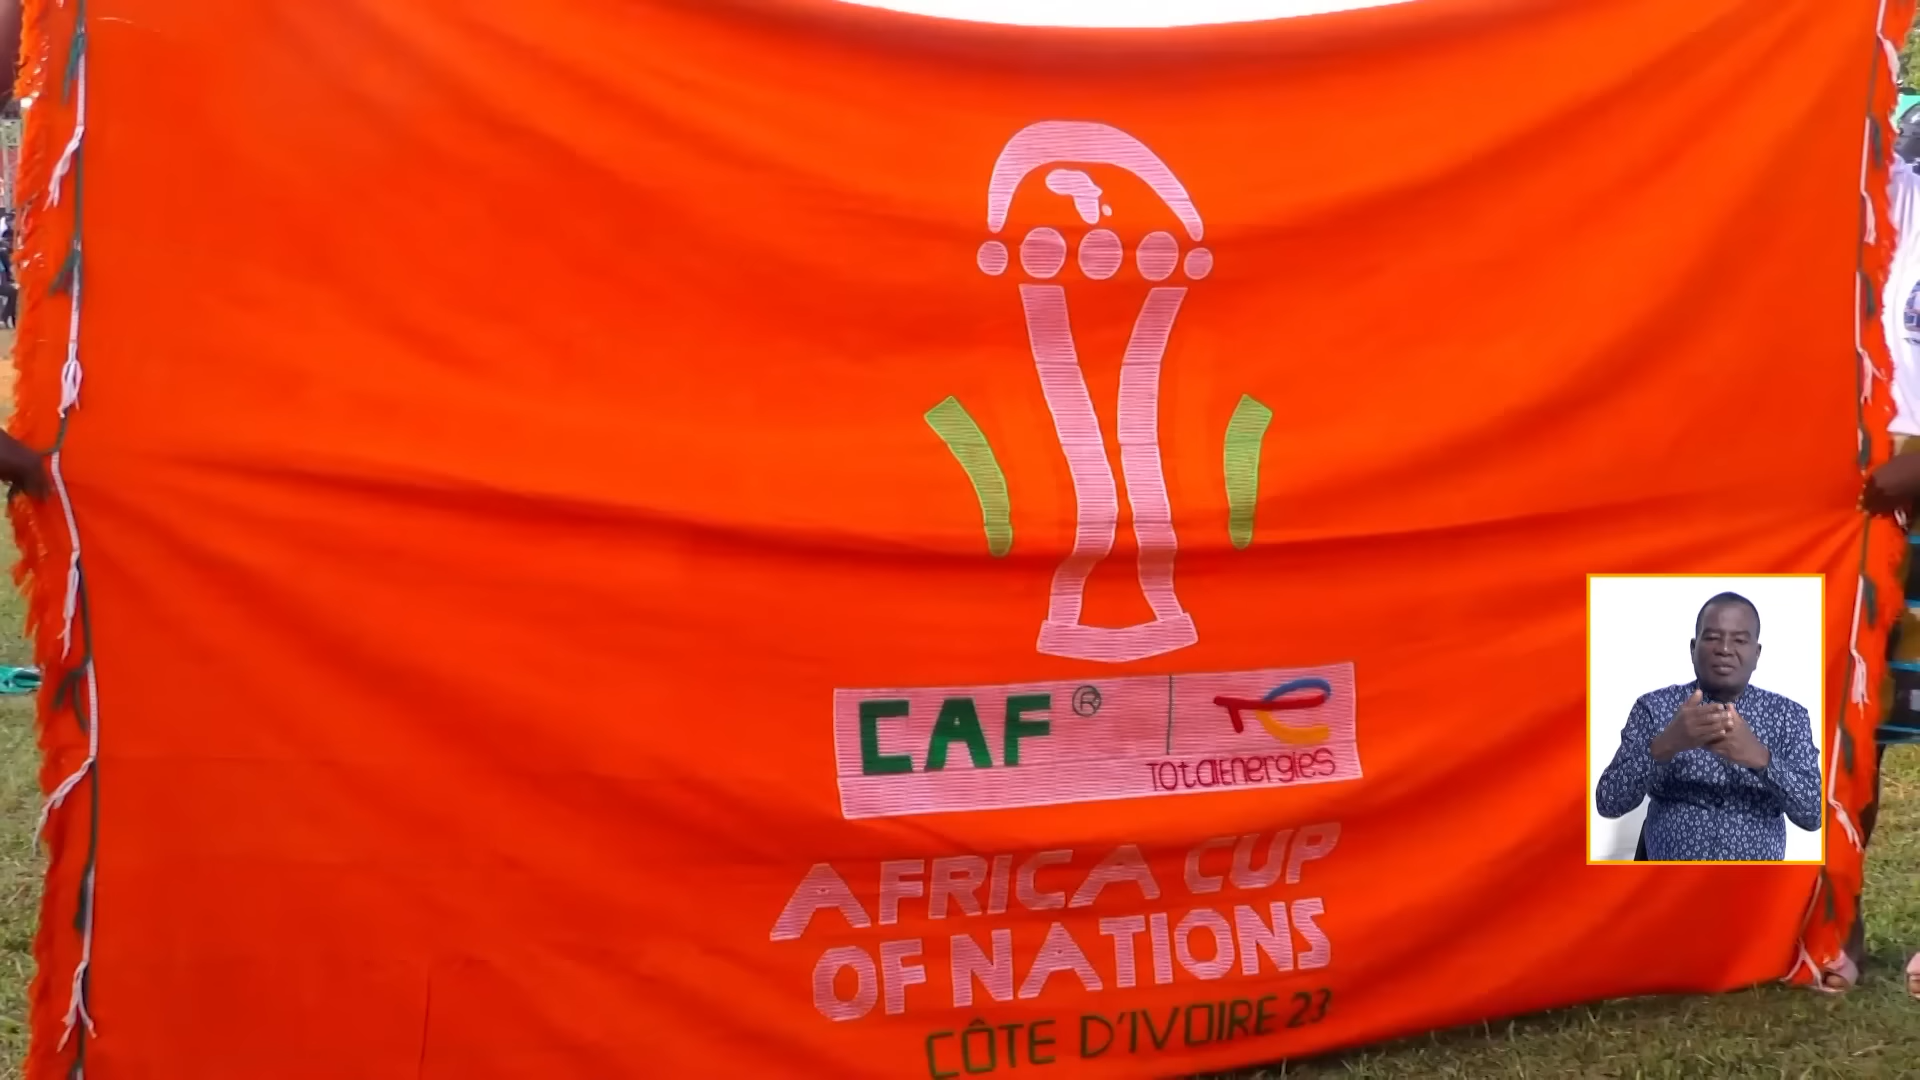 CAF ®
TotalEnergies
AFRICA CUP
OF NATIONS
CÔTE D'IVOIRE 23